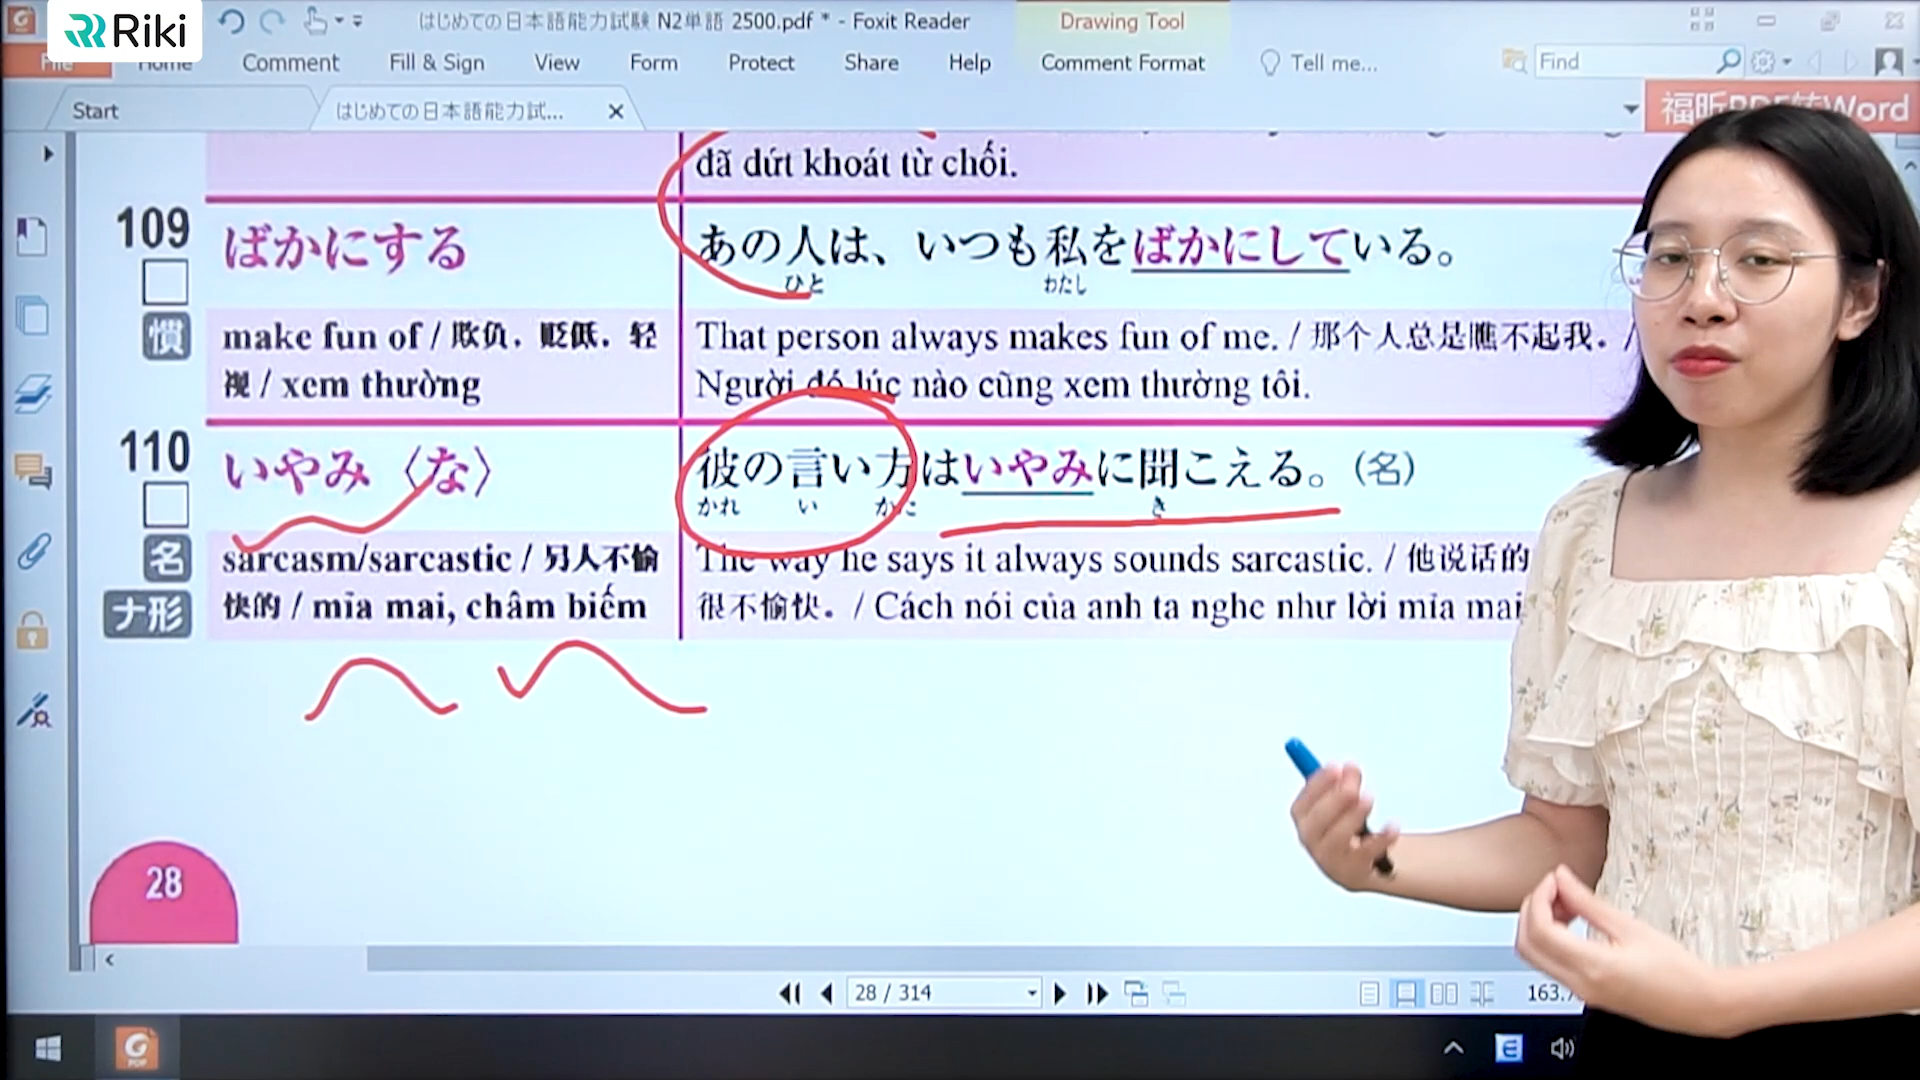 Riki
はじめての日本語能力試験 N2単語 2500.pdf * - Foxit Reader
Drawing Tool
File Home Comment Fill & Sign View Form Protect Share Help Comment Format Tell me... Find
Start
はじめての日本語能力試...
đã dứt khoát từ chối.
109
ばかにする
あの人は、いつも私をばかにしている。
ひと わたし
慣
make fun of / 欺负，贬低，轻
视 / xem thường
That person always makes fun of me. / 那个人总是瞧不起我。/
Người đó lúc nào cũng xem thường tôi.
110
いやみ〈な〉
彼の言い方はいやみに聞こえる。(名)
かれ い かた き
名
ナ形
sarcasm/sarcastic / 另人不愉
快的 / mỉa mai, châm biếm
The way he says it always sounds sarcastic. / 他说话的
很不愉快。/ Cách nói của anh ta nghe như lời mỉa mai
28
28 / 314